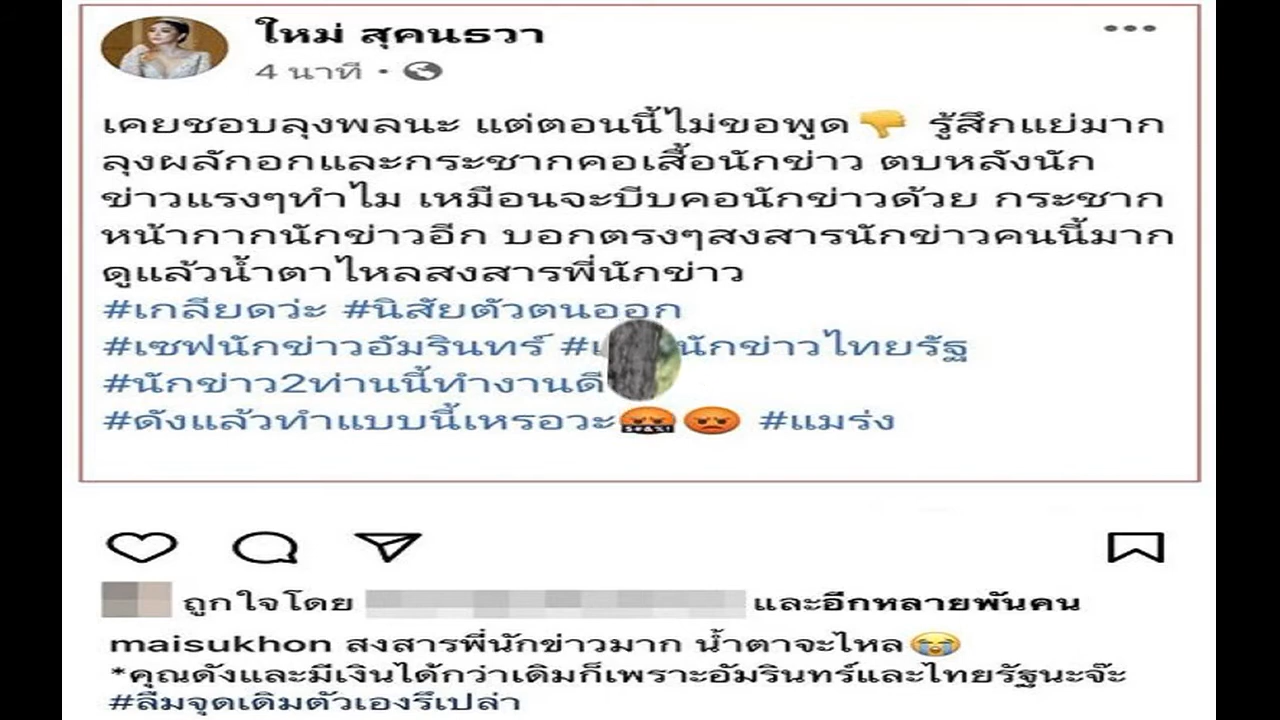 ใหม่ สุคนธวา
4 นาที ·
เคยชอบลุงพลนะ แต่ตอนนี้ไม่ขอพูด👎 รู้สึกแย่มาก
ลุงผลักอกและกระชากคอเสื้อนักข่าว ตบหลังนัก
ข่าวแรงๆทำไม เหมือนจะบีบคอนักข่าวด้วย กระชาก
หน้ากากนักข่าวอีก บอกตรงๆสงสารนักข่าวคนนี้มาก
ดูแล้วน้ำตาไหลสงสารพี่นักข่าว
#เกลียดว่ะ #นิสัยตัวตนออก
#เซฟนักข่าวอัมรินทร์ #เ นักข่าวไทยรัฐ
#นักข่าว2ท่านนี้ทำงานดี
#ดังแล้วทำแบบนี้เหรอวะ🤬😡 #แมร่ง
ถูกใจโดย และอีกหลายพันคน
maisukhon สงสารพี่นักข่าวมาก น้ำตาจะไหล😭
*คุณดังและมีเงินได้กว่าเดิมก็เพราะอัมรินทร์และไทยรัฐนะจ๊ะ
#ลืมจุดเดิมตัวเองรึเปล่า